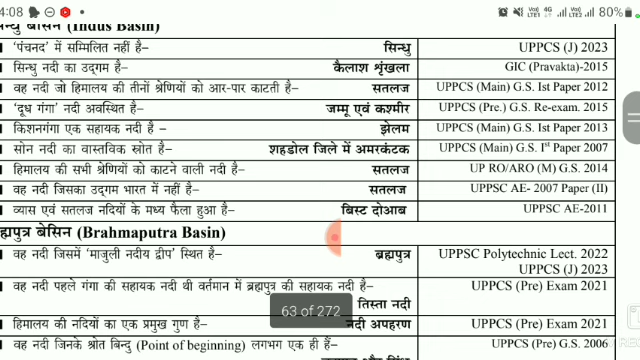 4:08 80%
न्धु बेसिन (Indus Basin)
'पंचनद' में सम्मिलित नहीं है– सिन्धु UPPCS (J) 2023
सिन्धु नदी का उद्गम है– कैलाश श्रृंखला GIC (Pravakta)-2015
वह नदी जो हिमालय की तीनों श्रेणियों को आर-पार काटती है– सतलज UPPCS (Main) G.S. Ist Paper 2012
'दूध गंगा' नदी अवस्थित है– जम्मू एवं कश्मीर UPPCS (Pre.) G.S. Re-exam. 2015
किशनगंगा एक सहायक नदी है – झेलम UPPCS (Main) G.S. Ist Paper 2013
सोन नदी का वास्तविक स्रोत है– शहडोल जिले में अमरकंटक UPPCS (Main) G.S. Ist Paper 2007
हिमालय की सभी श्रेणियों को काटने वाली नदी है– सतलज UP RO/ARO (M) G.S. 2014
वह नदी जिसका उद्गम भारत में नहीं है– सतलज UPPSC AE- 2007 Paper (II)
व्यास एवं सतलज नदियों के मध्य फैला हुआ है– बिस्ट दोआब UPPSC AE-2011
ह्मपुत्र बेसिन (Brahmaputra Basin)
वह नदी जिसमें 'माजुली नदीय द्वीप' स्थित है– ब्रह्मपुत्र UPPSC Polytechnic Lect. 2022
UPPCS (J) 2023
वह नदी पहले गंगा की सहायक नदी थी वर्तमान में ब्रह्मपुत्र की सहायक नदी है– UPPCS (Pre) Exam 2021
तिस्ता नदी
63 of 272
हिमालय की नदियों का एक प्रमुख गुण है– नदी अपहरण UPPCS (Pre) Exam 2021
वह नदी जिनके श्रोत बिन्दु (Point of beginning) लगभग एक ही हैं– UPPCS (Pre) G.S. 2006